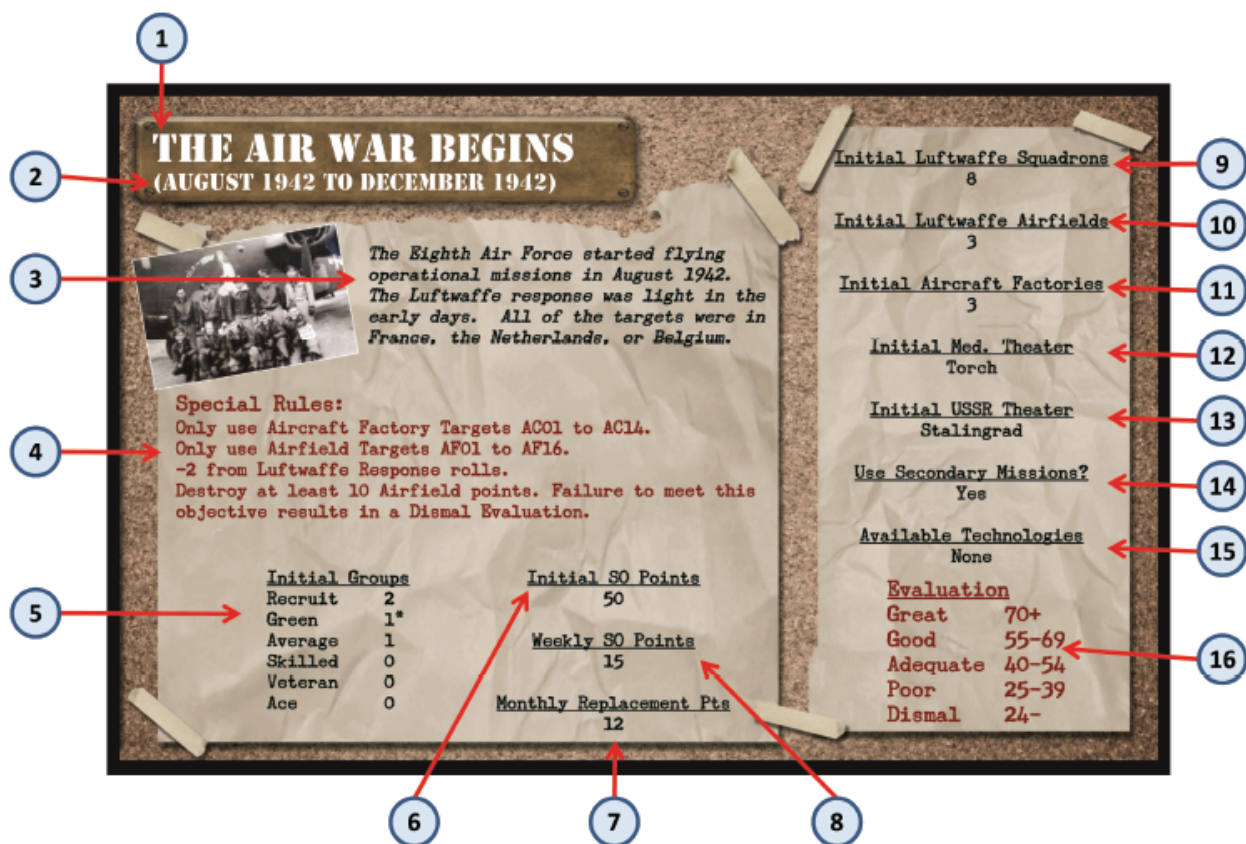 1
THE AIR WAR BEGINS
2
(AUGUST 1942 TO DECEMBER 1942)
3
The Eighth Air Force started flying
operational missions in August 1942.
The Luftwaffe response was light in the
early days.  All of the targets were in
France, the Netherlands, or Belgium.
4
Special Rules:
Only use Aircraft Factory Targets AC01 to AC14.
Only use Airfield Targets AF01 to AF16.
-2 from Luftwaffe Response rolls.
Destroy at least 10 Airfield points. Failure to meet this
objective results in a Dismal Evaluation.
5
Initial Groups
Recruit 2
Green 1*
Average 1
Skilled 0
Veteran 0
Ace 0
Initial SO Points
50
Weekly SO Points
15
Monthly Replacement Pts
12
6
7
8
Initial Luftwaffe Squadrons
8
9
Initial Luftwaffe Airfields
3
10
Initial Aircraft Factories
3
11
Initial Med. Theater
Torch
12
Initial USSR Theater
Stalingrad
13
Use Secondary Missions?
Yes
14
Available Technologies
None
15
Evaluation
Great 70+
Good 55-69
Adequate 40-54
Poor 25-39
Dismal 24-
16